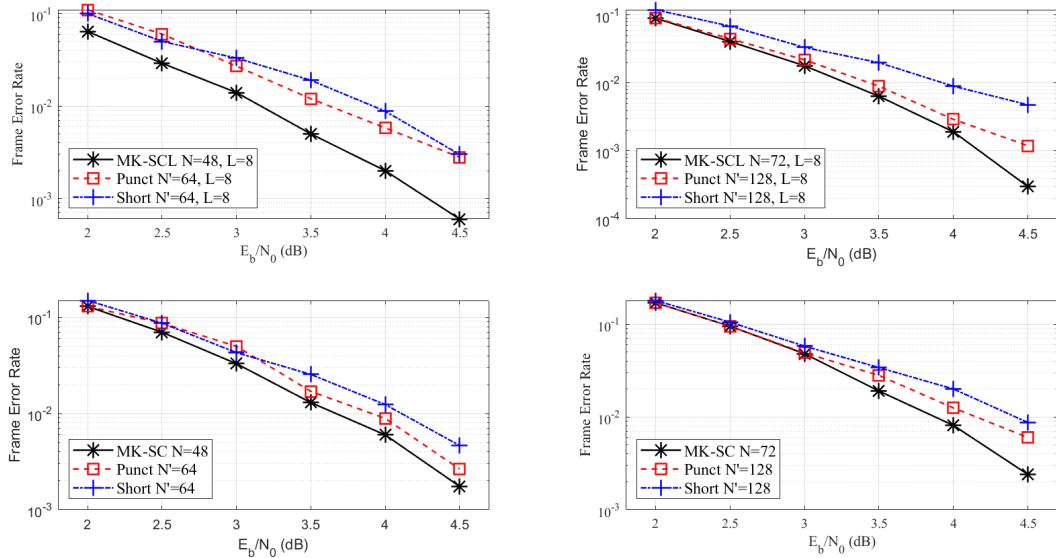 Frame Error Rate
10^-1
10^-2
10^-3
MK-SCL N=48, L=8
Punct N'=64, L=8
Short N'=64, L=8
2 2.5 3 3.5 4 4.5
E_b/N_0 (dB)
Frame Error Rate
10^-1
10^-2
10^-3
10^-4
MK-SCL N=72, L=8
Punct N'=128, L=8
Short N'=128, L=8
2 2.5 3 3.5 4 4.5
E_b/N_0 (dB)
Frame Error Rate
10^-1
10^-2
10^-3
MK-SC N=48
Punct N'=64
Short N'=64
2 2.5 3 3.5 4 4.5
E_b/N_0 (dB)
Frame Error Rate
10^-1
10^-2
10^-3
MK-SC N=72
Punct N'=128
Short N'=128
2 2.5 3 3.5 4 4.5
E_b/N_0 (dB)